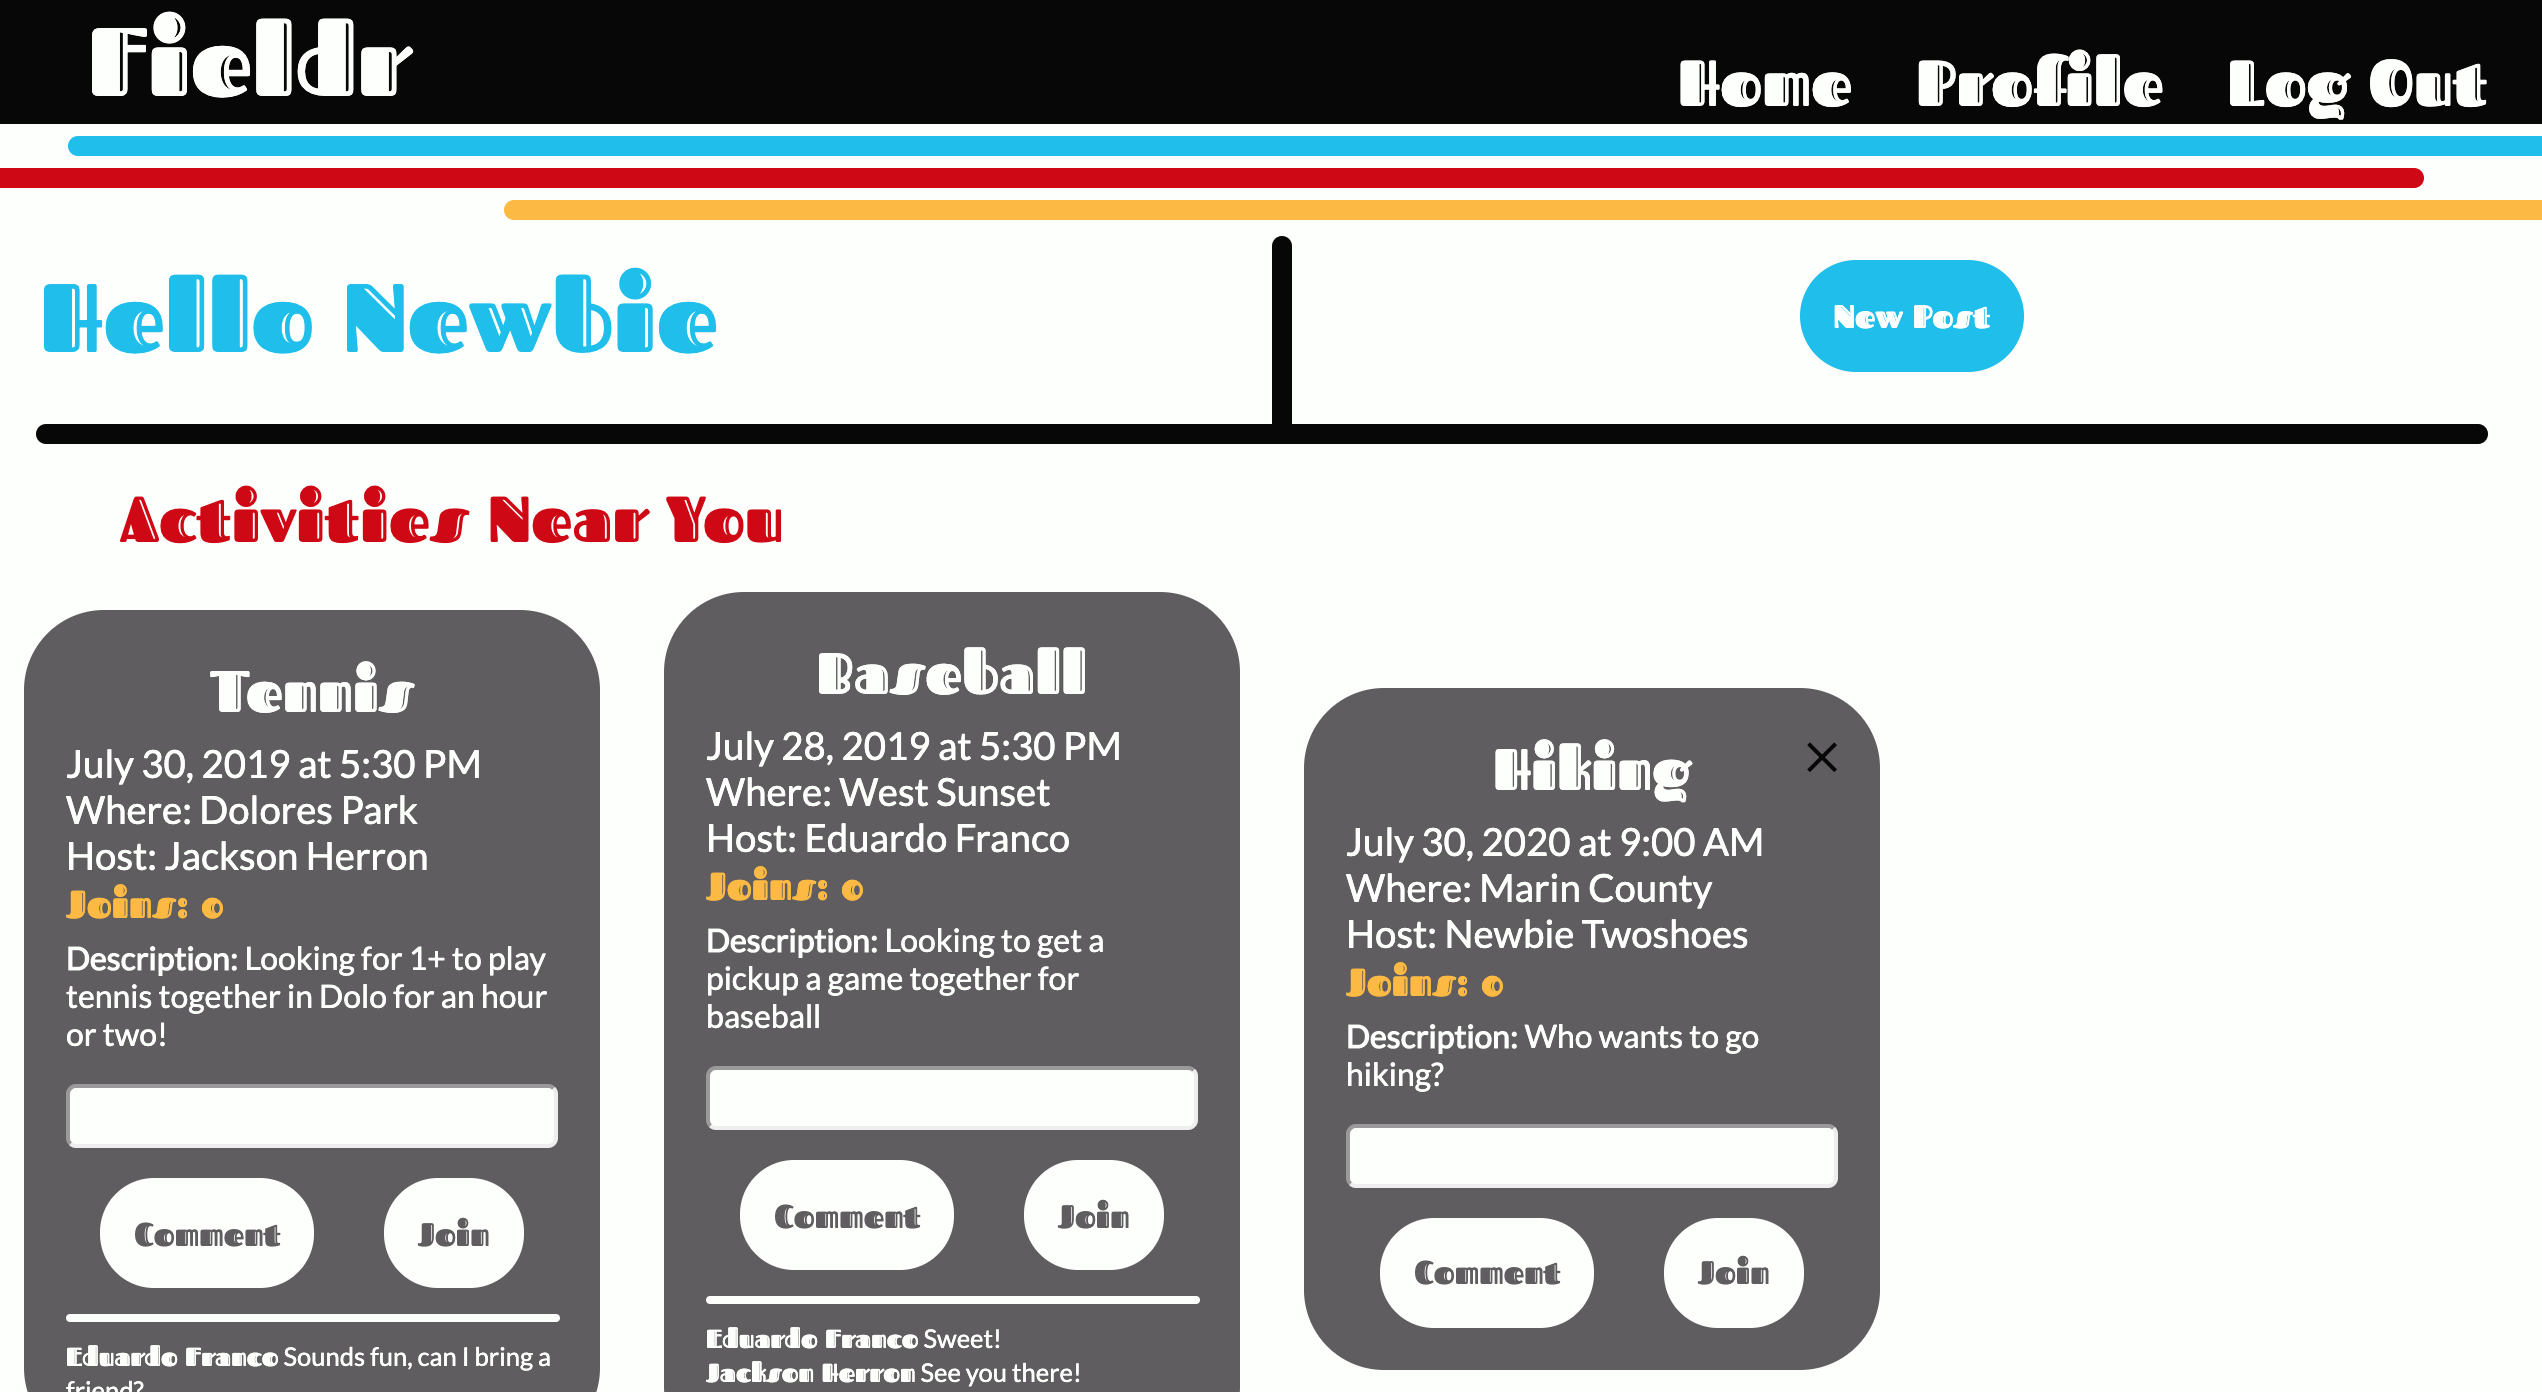 Fieldr
Home Profile Log Out
Hello Newbie
New Post
Activities Near You
Tennis
July 30, 2019 at 5:30 PM
Where: Dolores Park
Host: Jackson Herron
Joins: 0
Description: Looking for 1+ to play
tennis together in Dolo for an hour
or two!
Comment Join
Eduardo Franco Sounds fun, can I bring a
friend?
Baseball
July 28, 2019 at 5:30 PM
Where: West Sunset
Host: Eduardo Franco
Joins: 0
Description: Looking to get a
pickup a game together for
baseball
Comment Join
Eduardo Franco Sweet!
Jackson Herron See you there!
Hiking
July 30, 2020 at 9:00 AM
Where: Marin County
Host: Newbie Twoshoes
Joins: 0
Description: Who wants to go
hiking?
Comment Join